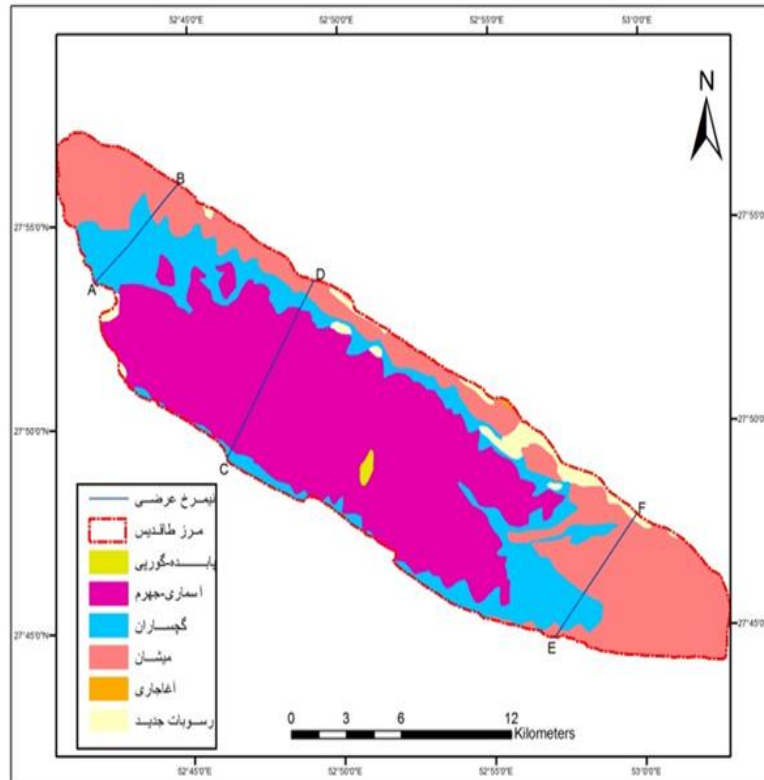 52°45'0"E 52°50'0"E 52°55'0"E 53°0'0"E
N
B
27°55'0"N 27°55'0"N
D
A
27°50'0"N 27°50'0"N
C
F
نیمرخ عرضی
مرز طاقدیس
پابده-گورپی
آسماری-جهرم
گچساران
میشان
آغاجاری
رسوبات جدید
27°45'0"N 27°45'0"N
E
0 3 6 12
Kilometers
52°45'0"E 52°50'0"E 52°55'0"E 53°0'0"E